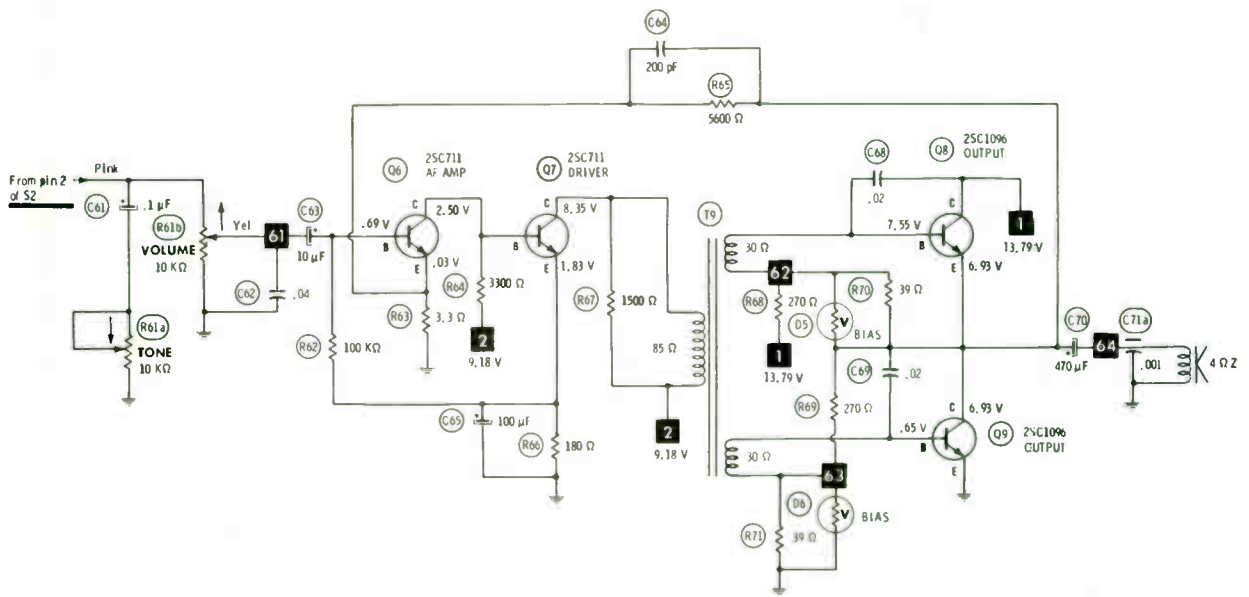 C64
200 pF
R65
5600 Ω
From pin 2
of S2
Pink
C61
.1 µF
R61b
VOLUME
10 KΩ
Yel
61
C63
10 µF
C62
.04
R61a
TONE
10 KΩ
Q6
2SC711
AF AMP
C
2.50 V
.69 V
B
E
.03 V
R64
3300 Ω
2
9.18 V
R63
3.3 Ω
R62
100 KΩ
C65
100 µF
R66
180 Ω
Q7
2SC711
DRIVER
C
8.35 V
B
E
1.83 V
R67
1500 Ω
85 Ω
2
9.18 V
T9
30 Ω
62
R68
270 Ω
1
13.79 V
R70
39 Ω
D5
V
BIAS
C69
.02
R69
270 Ω
30 Ω
63
D6
V
BIAS
R71
39 Ω
C68
.02
Q8
2SC1096
OUTPUT
C
7.55 V
B
E
6.93 V
1
13.79 V
C
6.93 V
.65 V
B
E
Q9
2SC1096
OUTPUT
C70
470 µF
64
C71a
.001
4 Ω Z